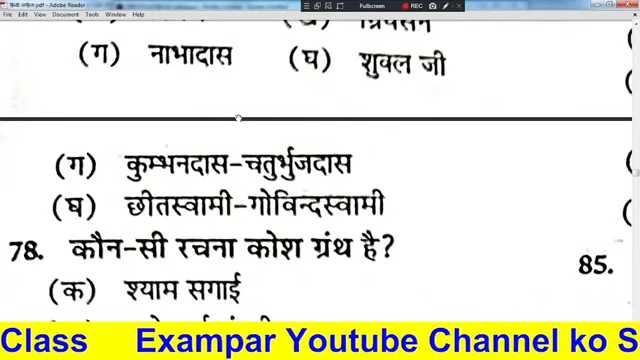 File Edit View Document Tools Window Help
Fullscreen
REC
(ग) नाभादास (घ) शुक्ल जी
(ग) कुम्भनदास-चतुर्भुजदास
(घ) छीतस्वामी-गोविन्दस्वामी
78. कौन-सी रचना कोश ग्रंथ है?
(क) श्याम सगाई
85.
Class Exampar Youtube Channel ko S